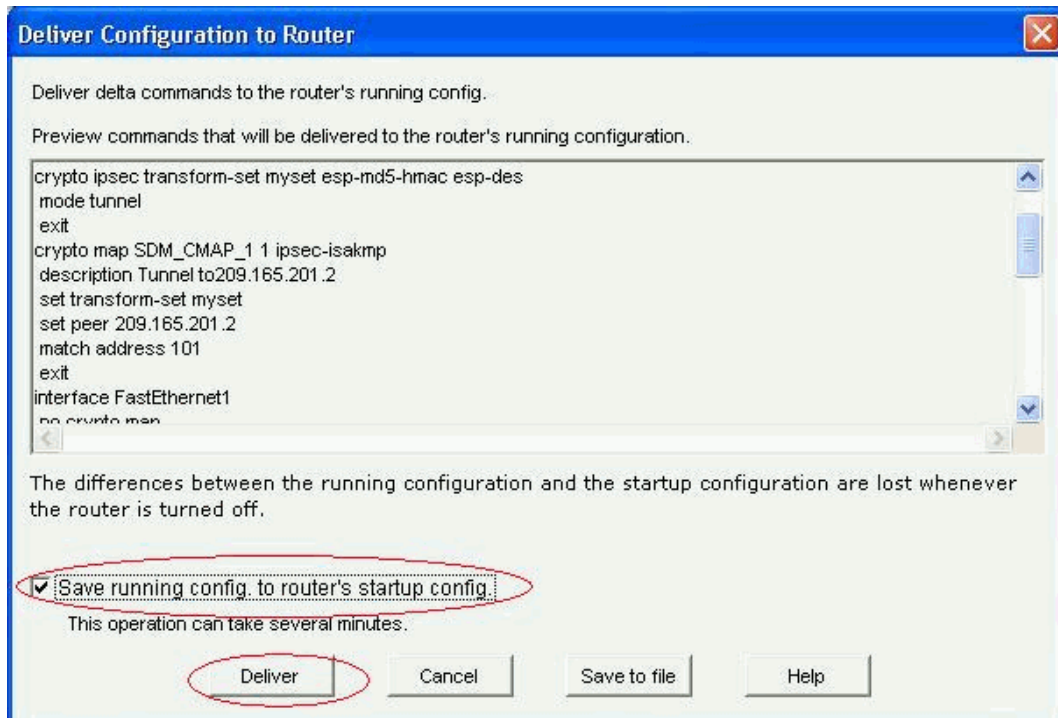 Deliver Configuration to Router
Deliver delta commands to the router's running config.
Preview commands that will be delivered to the router's running configuration.
crypto ipsec transform-set myset esp-md5-hmac esp-des
mode tunnel
exit
crypto map SDM_CMAP_1 1 ipsec-isakmp
description Tunnel to209.165.201.2
set transform-set myset
set peer 209.165.201.2
match address 101
exit
interface FastEthernet1
no crypto map
The differences between the running configuration and the startup configuration are lost whenever
the router is turned off.
Save running config. to router's startup config.
This operation can take several minutes.
Deliver Cancel Save to file Help